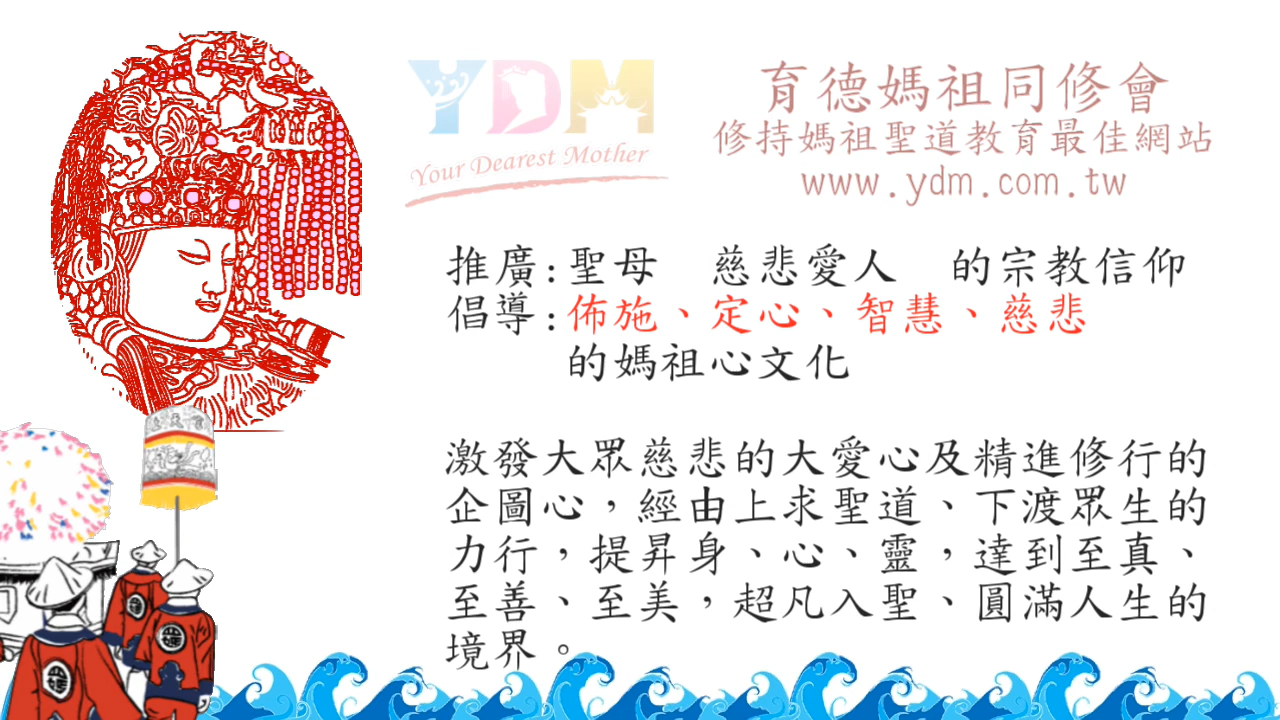 YDM
Your Dearest Mother
育德媽祖同修會
修持媽祖聖道教育最佳網站
www.ydm.com.tw
推廣:聖母　慈悲愛人　的宗教信仰
倡導:佈施、定心、智慧、慈悲
的媽祖心文化
激發大眾慈悲的大愛心及精進修行的
企圖心，經由上求聖道、下渡眾生的
力行，提昇身、心、靈，達到至真、
至善、至美，超凡入聖、圓滿人生的
境界。